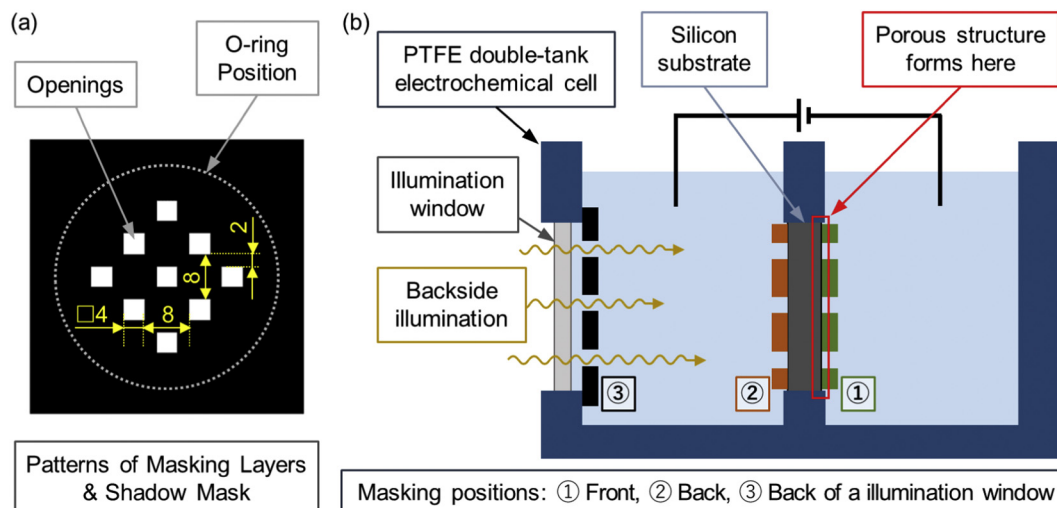 (a)
O-ring
Position
Openings
2
8
□4
8
Patterns of Masking Layers
& Shadow Mask
(b)
PTFE double-tank
electrochemical cell
Silicon
substrate
Porous structure
forms here
Illumination
window
Backside
illumination
③
②
①
Masking positions: ① Front, ② Back, ③ Back of a illumination window